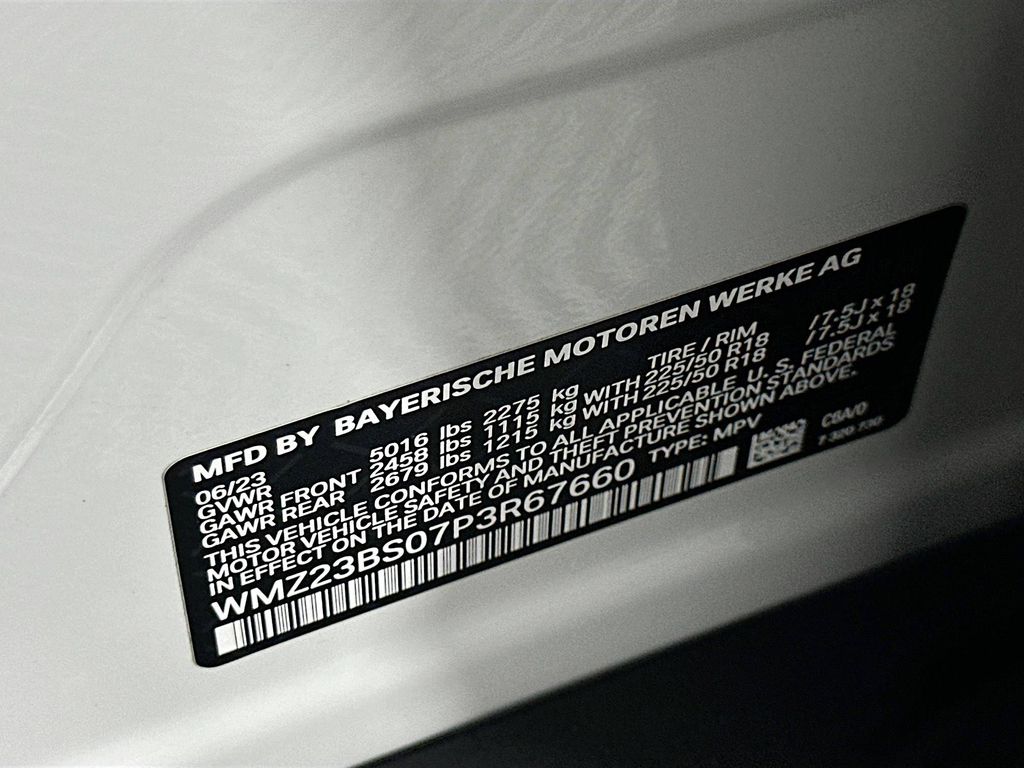 MFD BY BAYERISCHE MOTOREN WERKE AG
06/23 TIRE / RIM
GVWR 5016 lbs 2275 kg
GAWR FRONT 2458 lbs 1115 kg WITH 225/50 R18 /7.5J x 18
GAWR REAR 2679 lbs 1215 kg WITH 225/50 R18 /7.5J x 18
THIS VEHICLE CONFORMS TO ALL APPLICABLE U. S. FEDERAL
MOTOR VEHICLE SAFETY AND THEFT PREVENTION STANDARDS
IN EFFECT ON THE DATE OF MANUFACTURE SHOWN ABOVE.
WMZ23BS07P3R67660 TYPE: MPV
CBA/0